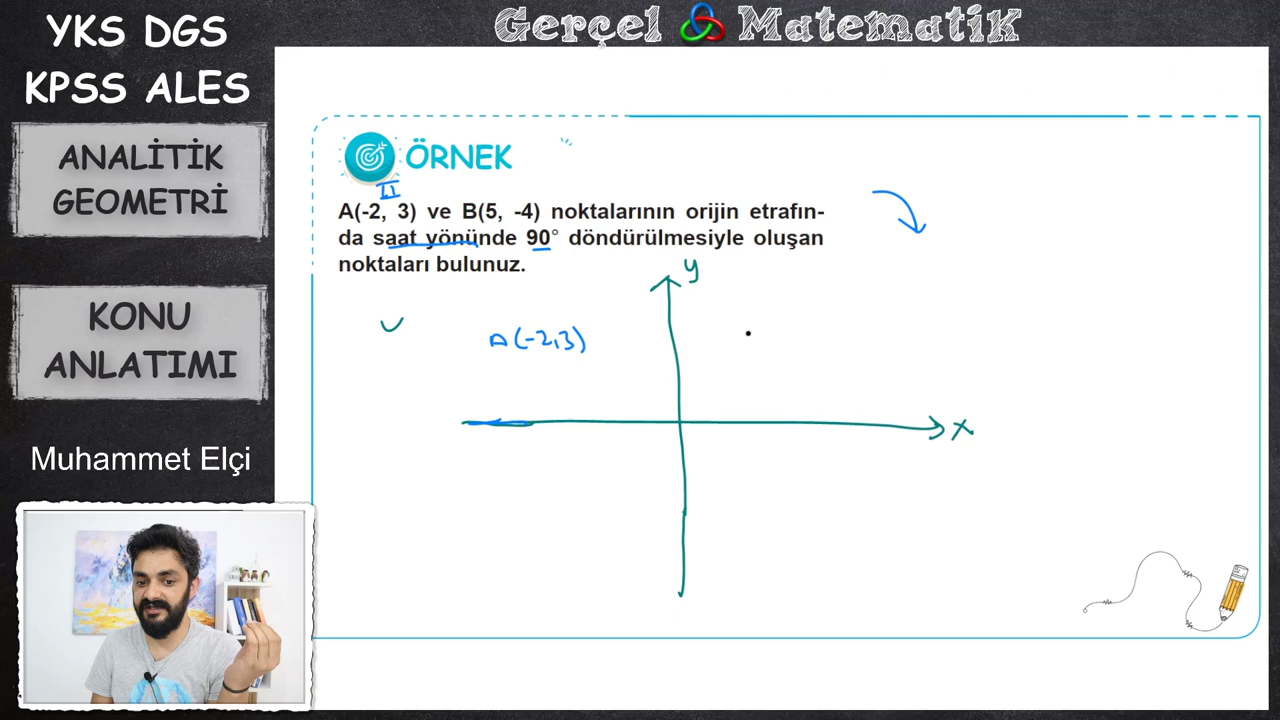 YKS DGS
KPSS ALES
ANALİTİK
GEOMETRİ
KONU
ANLATIMI
Muhammet Elçi
Gerçel Matematik
ÖRNEK
II
A(-2, 3) ve B(5, -4) noktalarının orijin etrafın-
da saat yönünde 90° döndürülmesiyle oluşan
noktaları bulunuz.
y
A(-2,3)
x